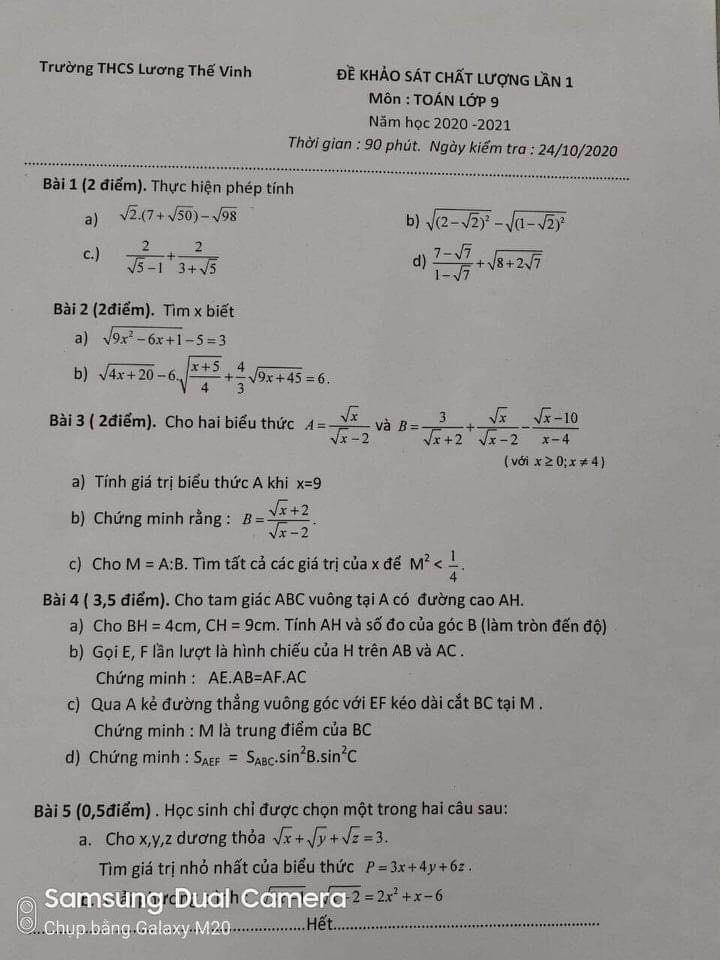 Trường THCS Lương Thế Vinh
ĐỀ KHẢO SÁT CHẤT LƯỢNG LẦN 1
Môn : TOÁN LỚP 9
Năm học 2020 -2021
Thời gian : 90 phút. Ngày kiểm tra : 24/10/2020
Bài 1 (2 điểm). Thực hiện phép tính
a) √2.(7+√50)−√98
b) √((2−√2)²) −√((1−√2)²)
c.) 2/(√5−1) + 2/(3+√5)
d) (7−√7)/(1−√7) + √(8+2√7)
Bài 2 (2điểm). Tìm x biết
a) √(9x²−6x+1)−5=3
b) √(4x+20)−6.√((x+5)/4)+(4/3)√(9x+45)=6.
Bài 3 ( 2điểm). Cho hai biểu thức A=√x/(√x−2) và B=3/(√x+2)+√x/(√x−2)−(√x−10)/(x−4)
( với x≥0;x≠4)
a) Tính giá trị biểu thức A khi x=9
b) Chứng minh rằng : B=(√x+2)/(√x−2).
c) Cho M = A:B. Tìm tất cả các giá trị của x để M² < 1/4.
Bài 4 ( 3,5 điểm). Cho tam giác ABC vuông tại A có đường cao AH.
a) Cho BH = 4cm, CH = 9cm. Tính AH và số đo của góc B (làm tròn đến độ)
b) Gọi E, F lần lượt là hình chiếu của H trên AB và AC .
Chứng minh : AE.AB=AF.AC
c) Qua A kẻ đường thẳng vuông góc với EF kéo dài cắt BC tại M .
Chứng minh : M là trung điểm của BC
d) Chứng minh : S_AEF = S_ABC.sin²B.sin²C
Bài 5 (0,5điểm) . Học sinh chỉ được chọn một trong hai câu sau:
a. Cho x,y,z dương thỏa √x+√y+√z=3.
Tìm giá trị nhỏ nhất của biểu thức P=3x+4y+6z .
−2 = 2x²+x−6
Samsung Dual Camera
Chụp bằng Galaxy M20
Hết